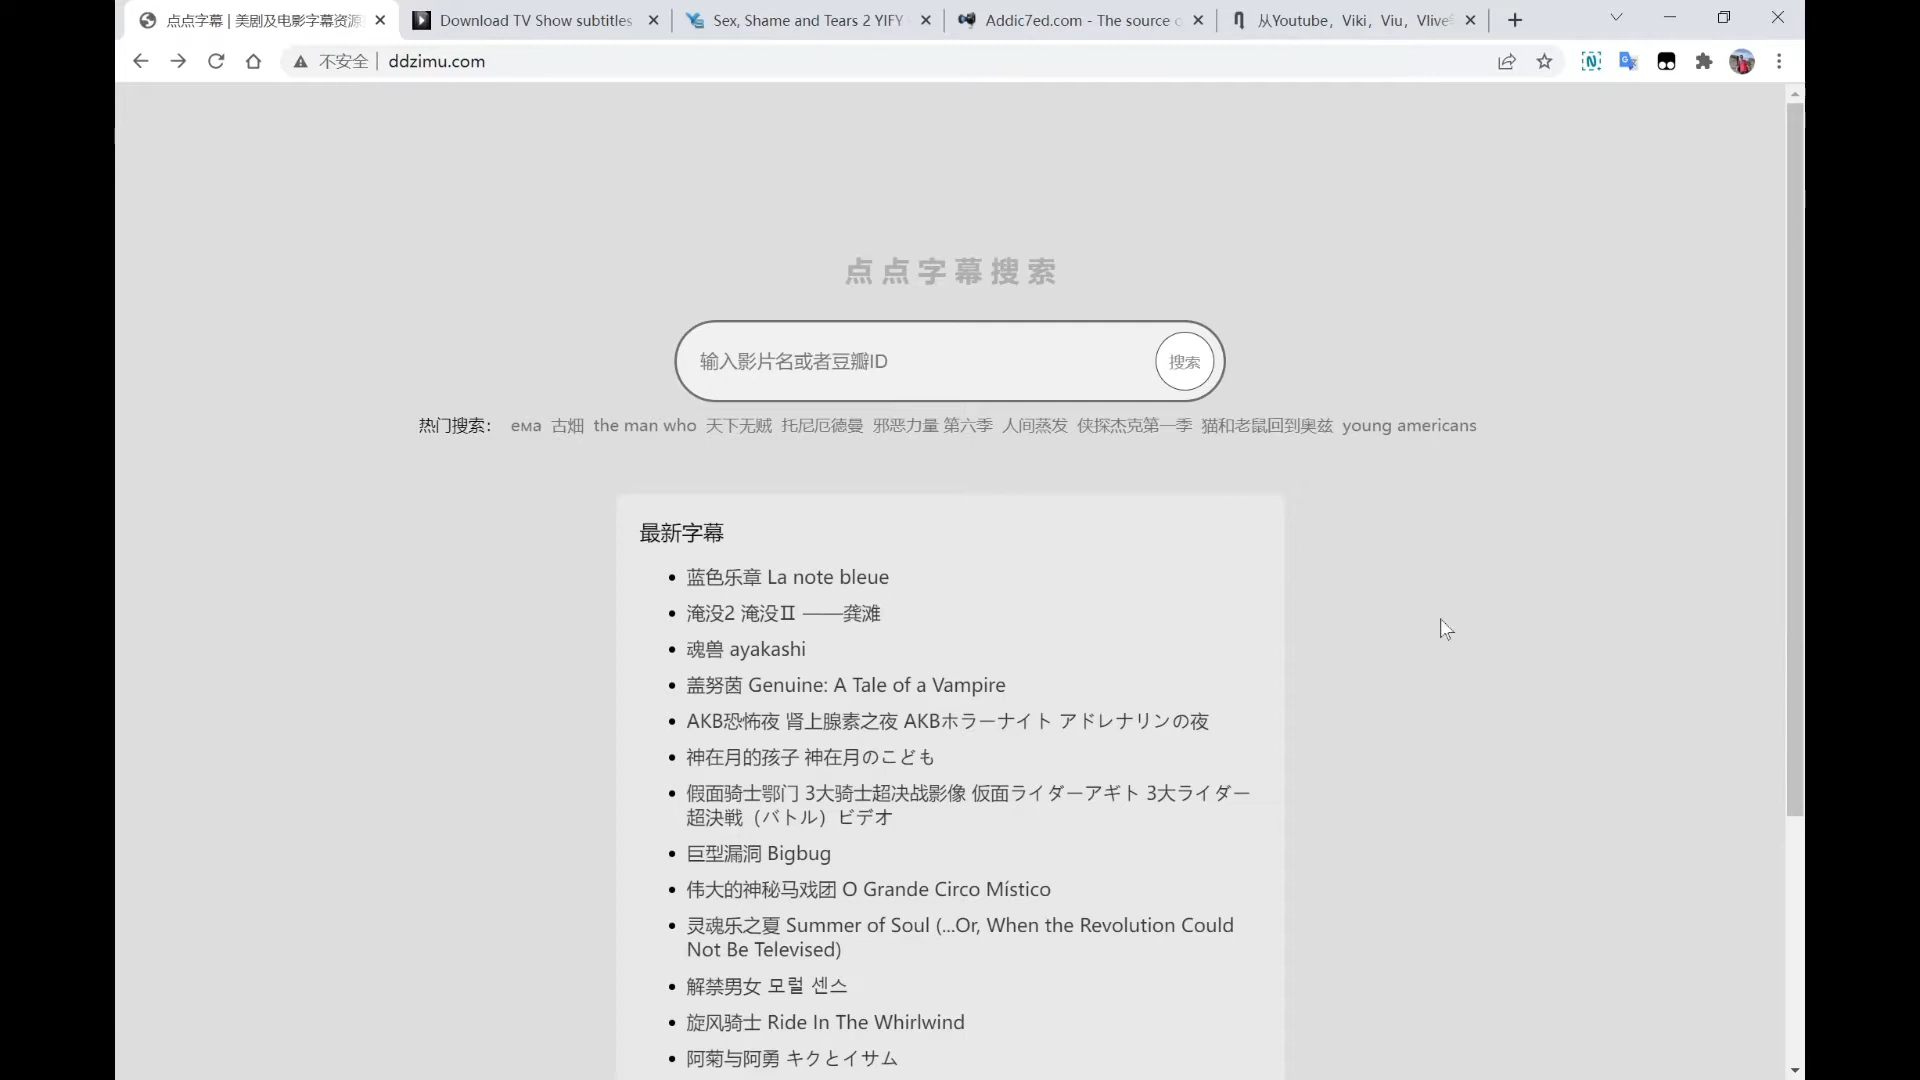 点点字幕 | 美剧及电影字幕资源
Download TV Show subtitles
Sex, Shame and Tears 2 YIFY
Addic7ed.com - The source
从Youtube，Viki，Viu，Vlive
不安全
ddzimu.com
点点字幕搜索
输入影片名或者豆瓣ID
搜索
热门搜索： ема 古畑 the man who 天下无贼 托尼厄德曼 邪恶力量 第六季 人间蒸发 侠探杰克第一季 猫和老鼠回到奥兹 young americans
最新字幕
蓝色乐章 La note bleue
淹没2 淹没Ⅱ ——龚滩
魂兽 ayakashi
盖努茵 Genuine: A Tale of a Vampire
AKB恐怖夜 肾上腺素之夜 AKBホラーナイト アドレナリンの夜
神在月的孩子 神在月のこども
假面骑士鄂门 3大骑士超决战影像 仮面ライダーアギト 3大ライダー
超決戦（バトル）ビデオ
巨型漏洞 Bigbug
伟大的神秘马戏团 O Grande Circo Místico
灵魂乐之夏 Summer of Soul (...Or, When the Revolution Could
Not Be Televised)
解禁男女 모럴 센스
旋风骑士 Ride In The Whirlwind
阿菊与阿勇 キクとイサム